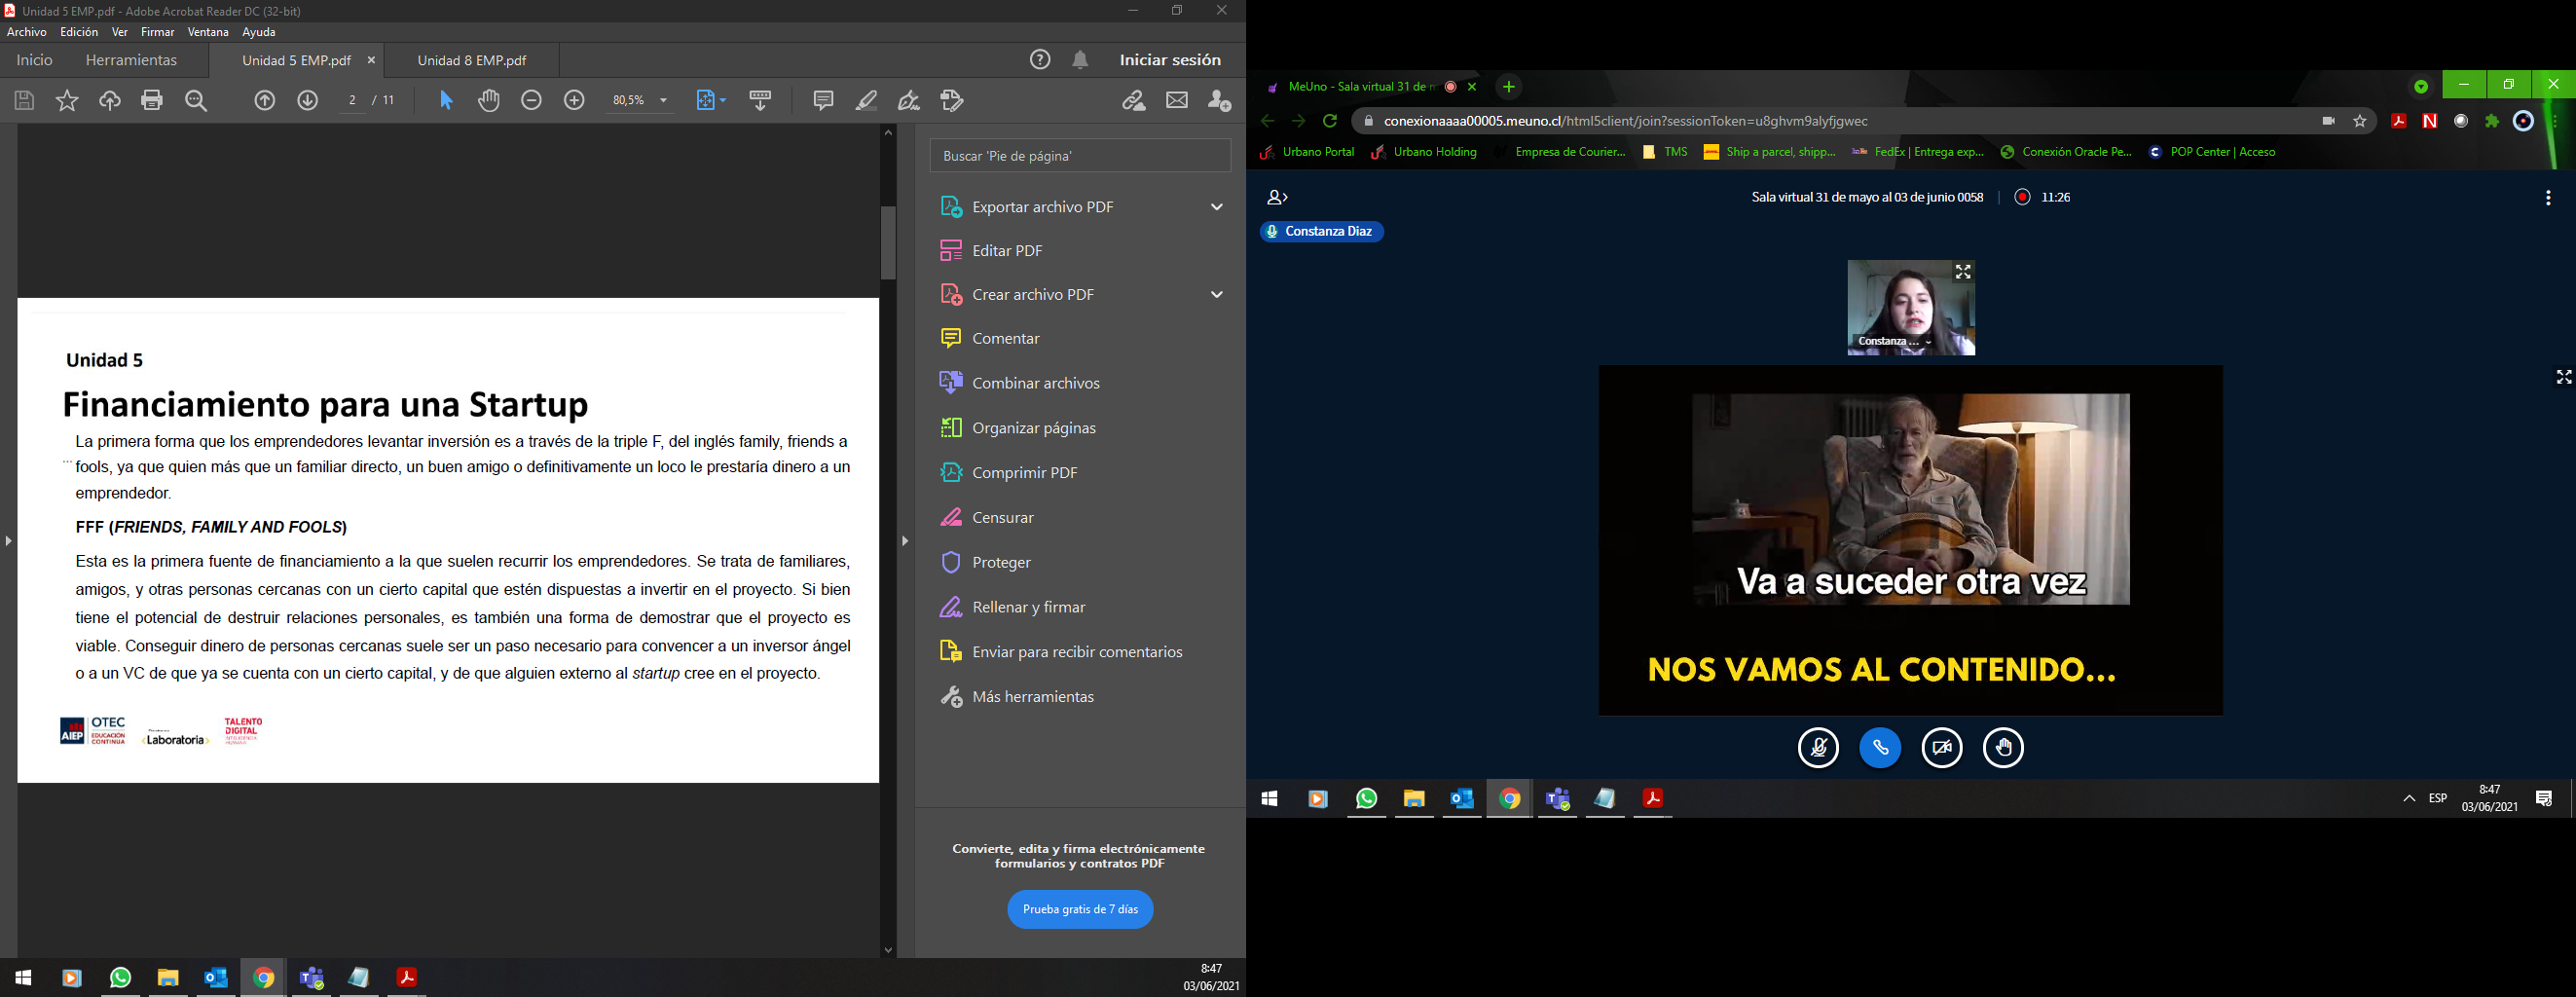 Unidad 5 EMP.pdf - Adobe Acrobat Reader DC (32-bit)
Archivo Edición Ver Firmar Ventana Ayuda
Inicio Herramientas Unidad 5 EMP.pdf × Unidad 8 EMP.pdf Iniciar sesión
2 / 11 80,5%
Unidad 5
Financiamiento para una Startup
La primera forma que los emprendedores levantar inversión es a través de la triple F, del inglés family, friends a
fools, ya que quien más que un familiar directo, un buen amigo o definitivamente un loco le prestaría dinero a un
emprendedor.
FFF (FRIENDS, FAMILY AND FOOLS)
Esta es la primera fuente de financiamiento a la que suelen recurrir los emprendedores. Se trata de familiares,
amigos, y otras personas cercanas con un cierto capital que estén dispuestas a invertir en el proyecto. Si bien
tiene el potencial de destruir relaciones personales, es también una forma de demostrar que el proyecto es
viable. Conseguir dinero de personas cercanas suele ser un paso necesario para convencer a un inversor ángel
o a un VC de que ya se cuenta con un cierto capital, y de que alguien externo al startup cree en el proyecto.
AIEP OTEC
EDUCACIÓN
CONTINUA
Laboratoria
TALENTO
DIGITAL
Buscar 'Pie de página'
Exportar archivo PDF
Editar PDF
Crear archivo PDF
Comentar
Combinar archivos
Organizar páginas
Comprimir PDF
Censurar
Proteger
Rellenar y firmar
Enviar para recibir comentarios
Más herramientas
Convierte, edita y firma electrónicamente
formularios y contratos PDF
Prueba gratis de 7 días
8:47
03/06/2021
MeUno - Sala virtual 31 de
conexionaaaa00005.meuno.cl/html5client/join?sessionToken=u8ghvm9alyfjgwec
Urbano Portal Urbano Holding Empresa de Courier... TMS Ship a parcel, shipp... FedEx | Entrega exp... Conexión Oracle Pe... POP Center | Acceso
Sala virtual 31 de mayo al 03 de junio 0058 | 11:26
Constanza Diaz
Constanza ...
Va a suceder otra vez
NOS VAMOS AL CONTENIDO...
ESP
8:47
03/06/2021